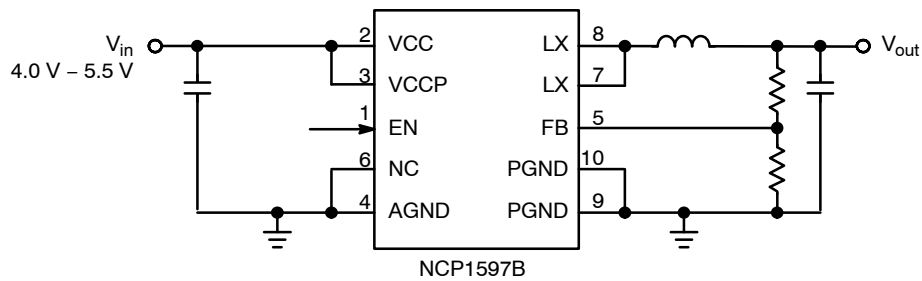 V_in
4.0 V – 5.5 V
2 VCC
3 VCCP
1 EN
6 NC
4 AGND
LX 8
LX 7
FB 5
PGND 10
PGND 9
V_out
NCP1597B